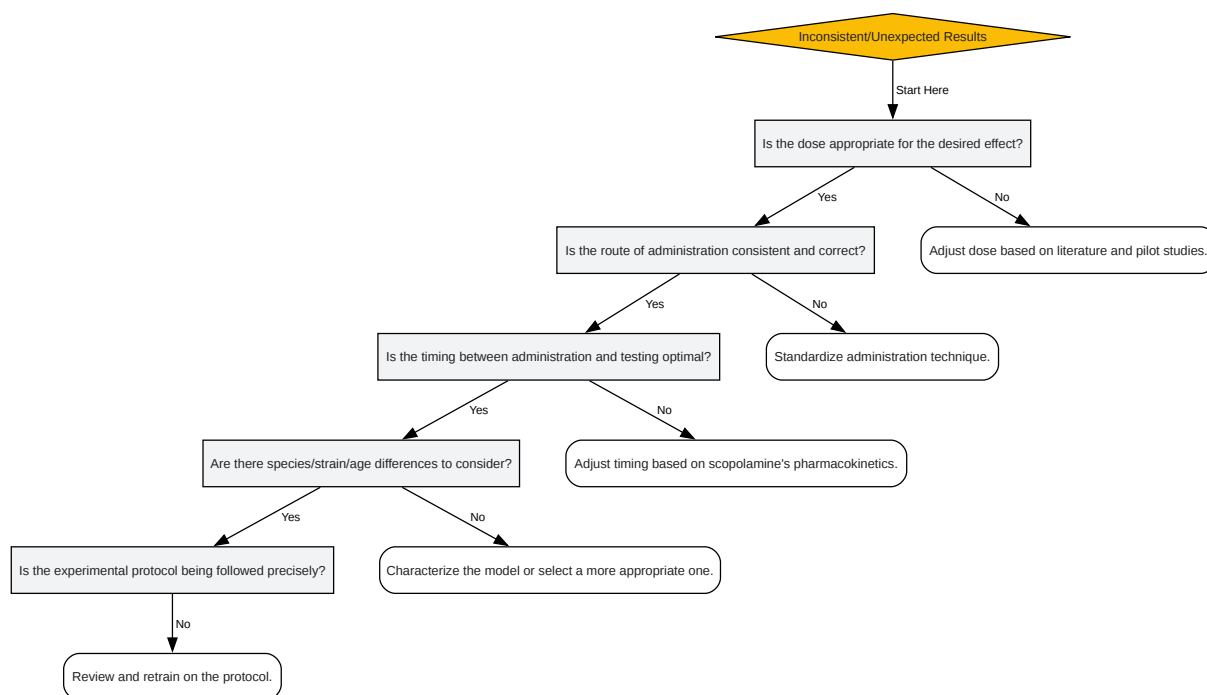 Inconsistent/Unexpected Results
Start Here
Is the dose appropriate for the desired effect?
Yes
No
Is the route of administration consistent and correct?
Adjust dose based on literature and pilot studies.
Yes
No
Is the timing between administration and testing optimal?
Standardize administration technique.
Yes
No
Are there species/strain/age differences to consider?
Adjust timing based on scopolamine's pharmacokinetics.
Yes
No
Is the experimental protocol being followed precisely?
Characterize the model or select a more appropriate one.
No
Review and retrain on the protocol.